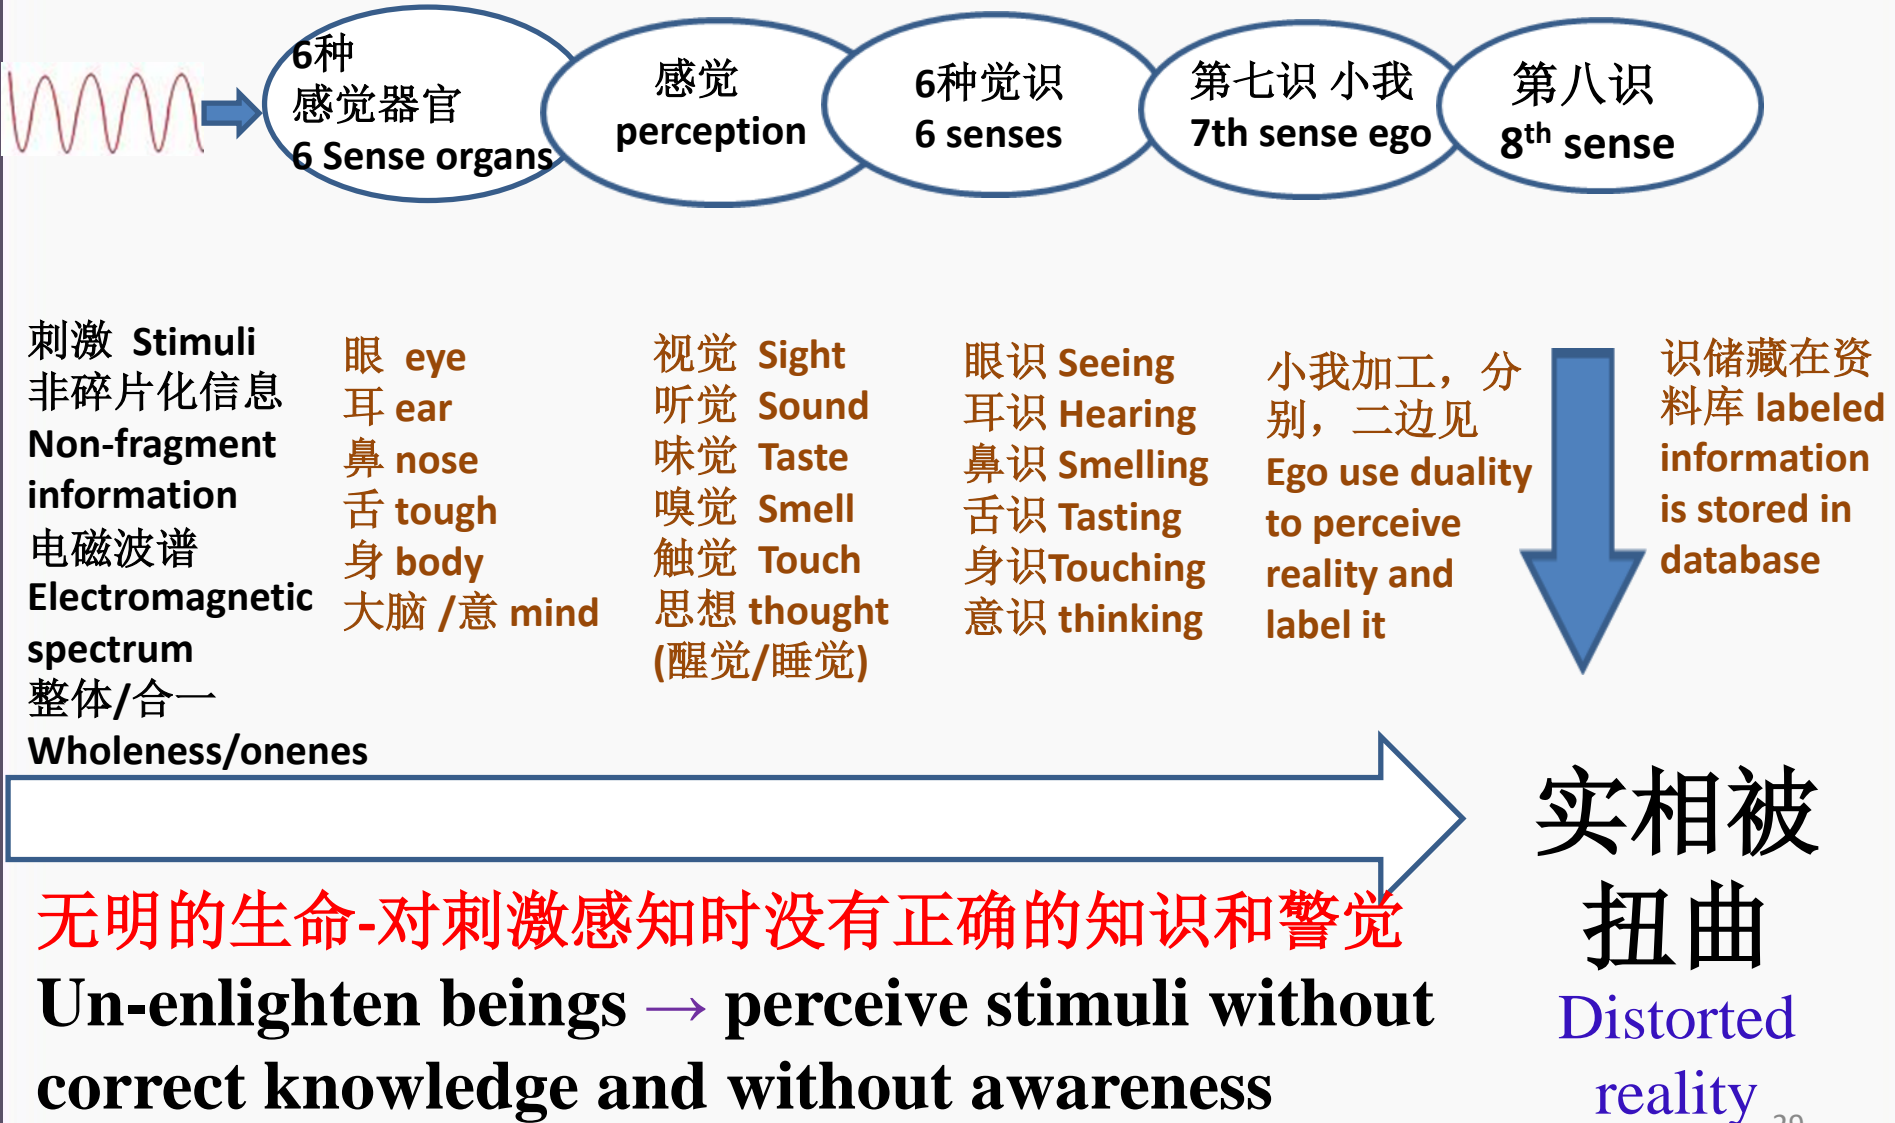 6种
感觉器官
6 Sense organs
感觉
perception
6种觉识
6 senses
第七识 小我
7th sense ego
第八识
8th sense
刺激 Stimuli
非碎片化信息
Non-fragment
information
电磁波谱
Electromagnetic
spectrum
整体/合一
Wholeness/onenes
眼 eye
耳 ear
鼻 nose
舌 tough
身 body
大脑 /意 mind
视觉 Sight
听觉 Sound
味觉 Taste
嗅觉 Smell
触觉 Touch
思想 thought
(醒觉/睡觉)
眼识 Seeing
耳识 Hearing
鼻识 Smelling
舌识 Tasting
身识Touching
意识 thinking
小我加工，分
别，二边见
Ego use duality
to perceive
reality and
label it
识储藏在资
料库 labeled
information
is stored in
database
实相被
扭曲
Distorted
reality
无明的生命-对刺激感知时没有正确的知识和警觉
Un-enlighten beings → perceive stimuli without
correct knowledge and without awareness